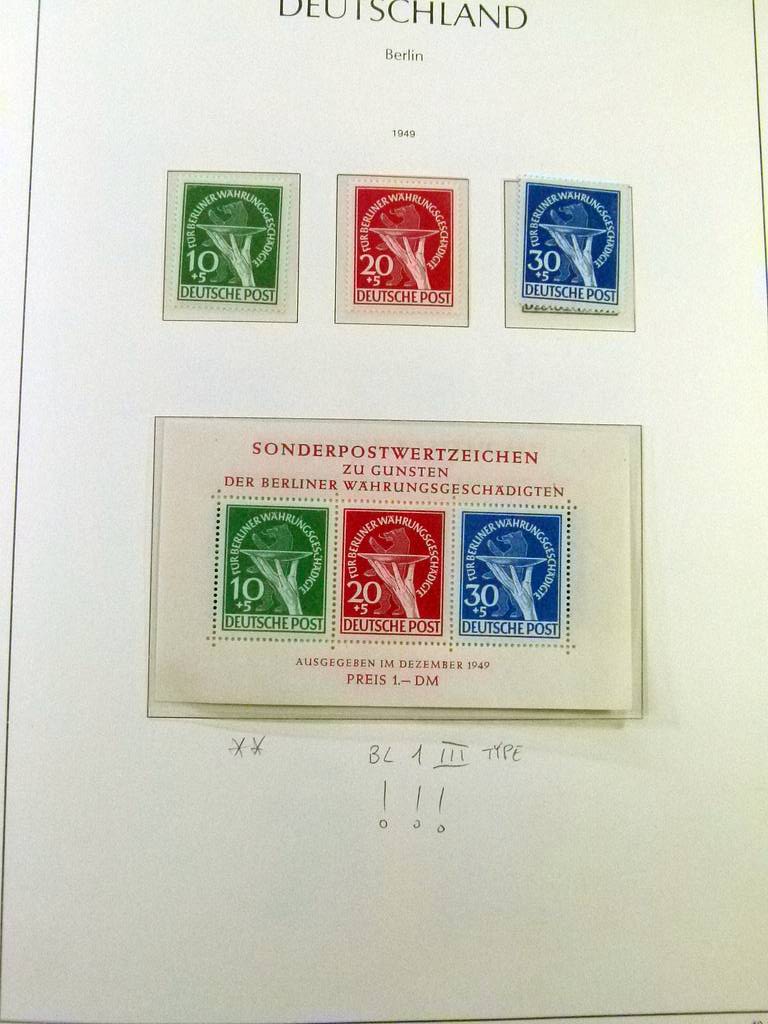 DEUTSCHLAND
Berlin
1949
FÜR BERLINER WÄHRUNGSGESCHÄDIGTE
10
+5
DEUTSCHE POST
FÜR BERLINER WÄHRUNGSGESCHÄDIGTE
20
+5
DEUTSCHE POST
FÜR BERLINER WÄHRUNGSGESCHÄDIGTE
30
+5
DEUTSCHE POST
SONDERPOSTWERTZEICHEN
ZU GUNSTEN
DER BERLINER WÄHRUNGSGESCHÄDIGTEN
FÜR BERLINER WÄHRUNGSGESCHÄDIGTE
10
+5
DEUTSCHE POST
FÜR BERLINER WÄHRUNGSGESCHÄDIGTE
20
+5
DEUTSCHE POST
FÜR BERLINER WÄHRUNGSGESCHÄDIGTE
30
+5
DEUTSCHE POST
AUSGEGEBEN IM DEZEMBER 1949
PREIS 1.– DM
** BL 1 III TYPE
!!!